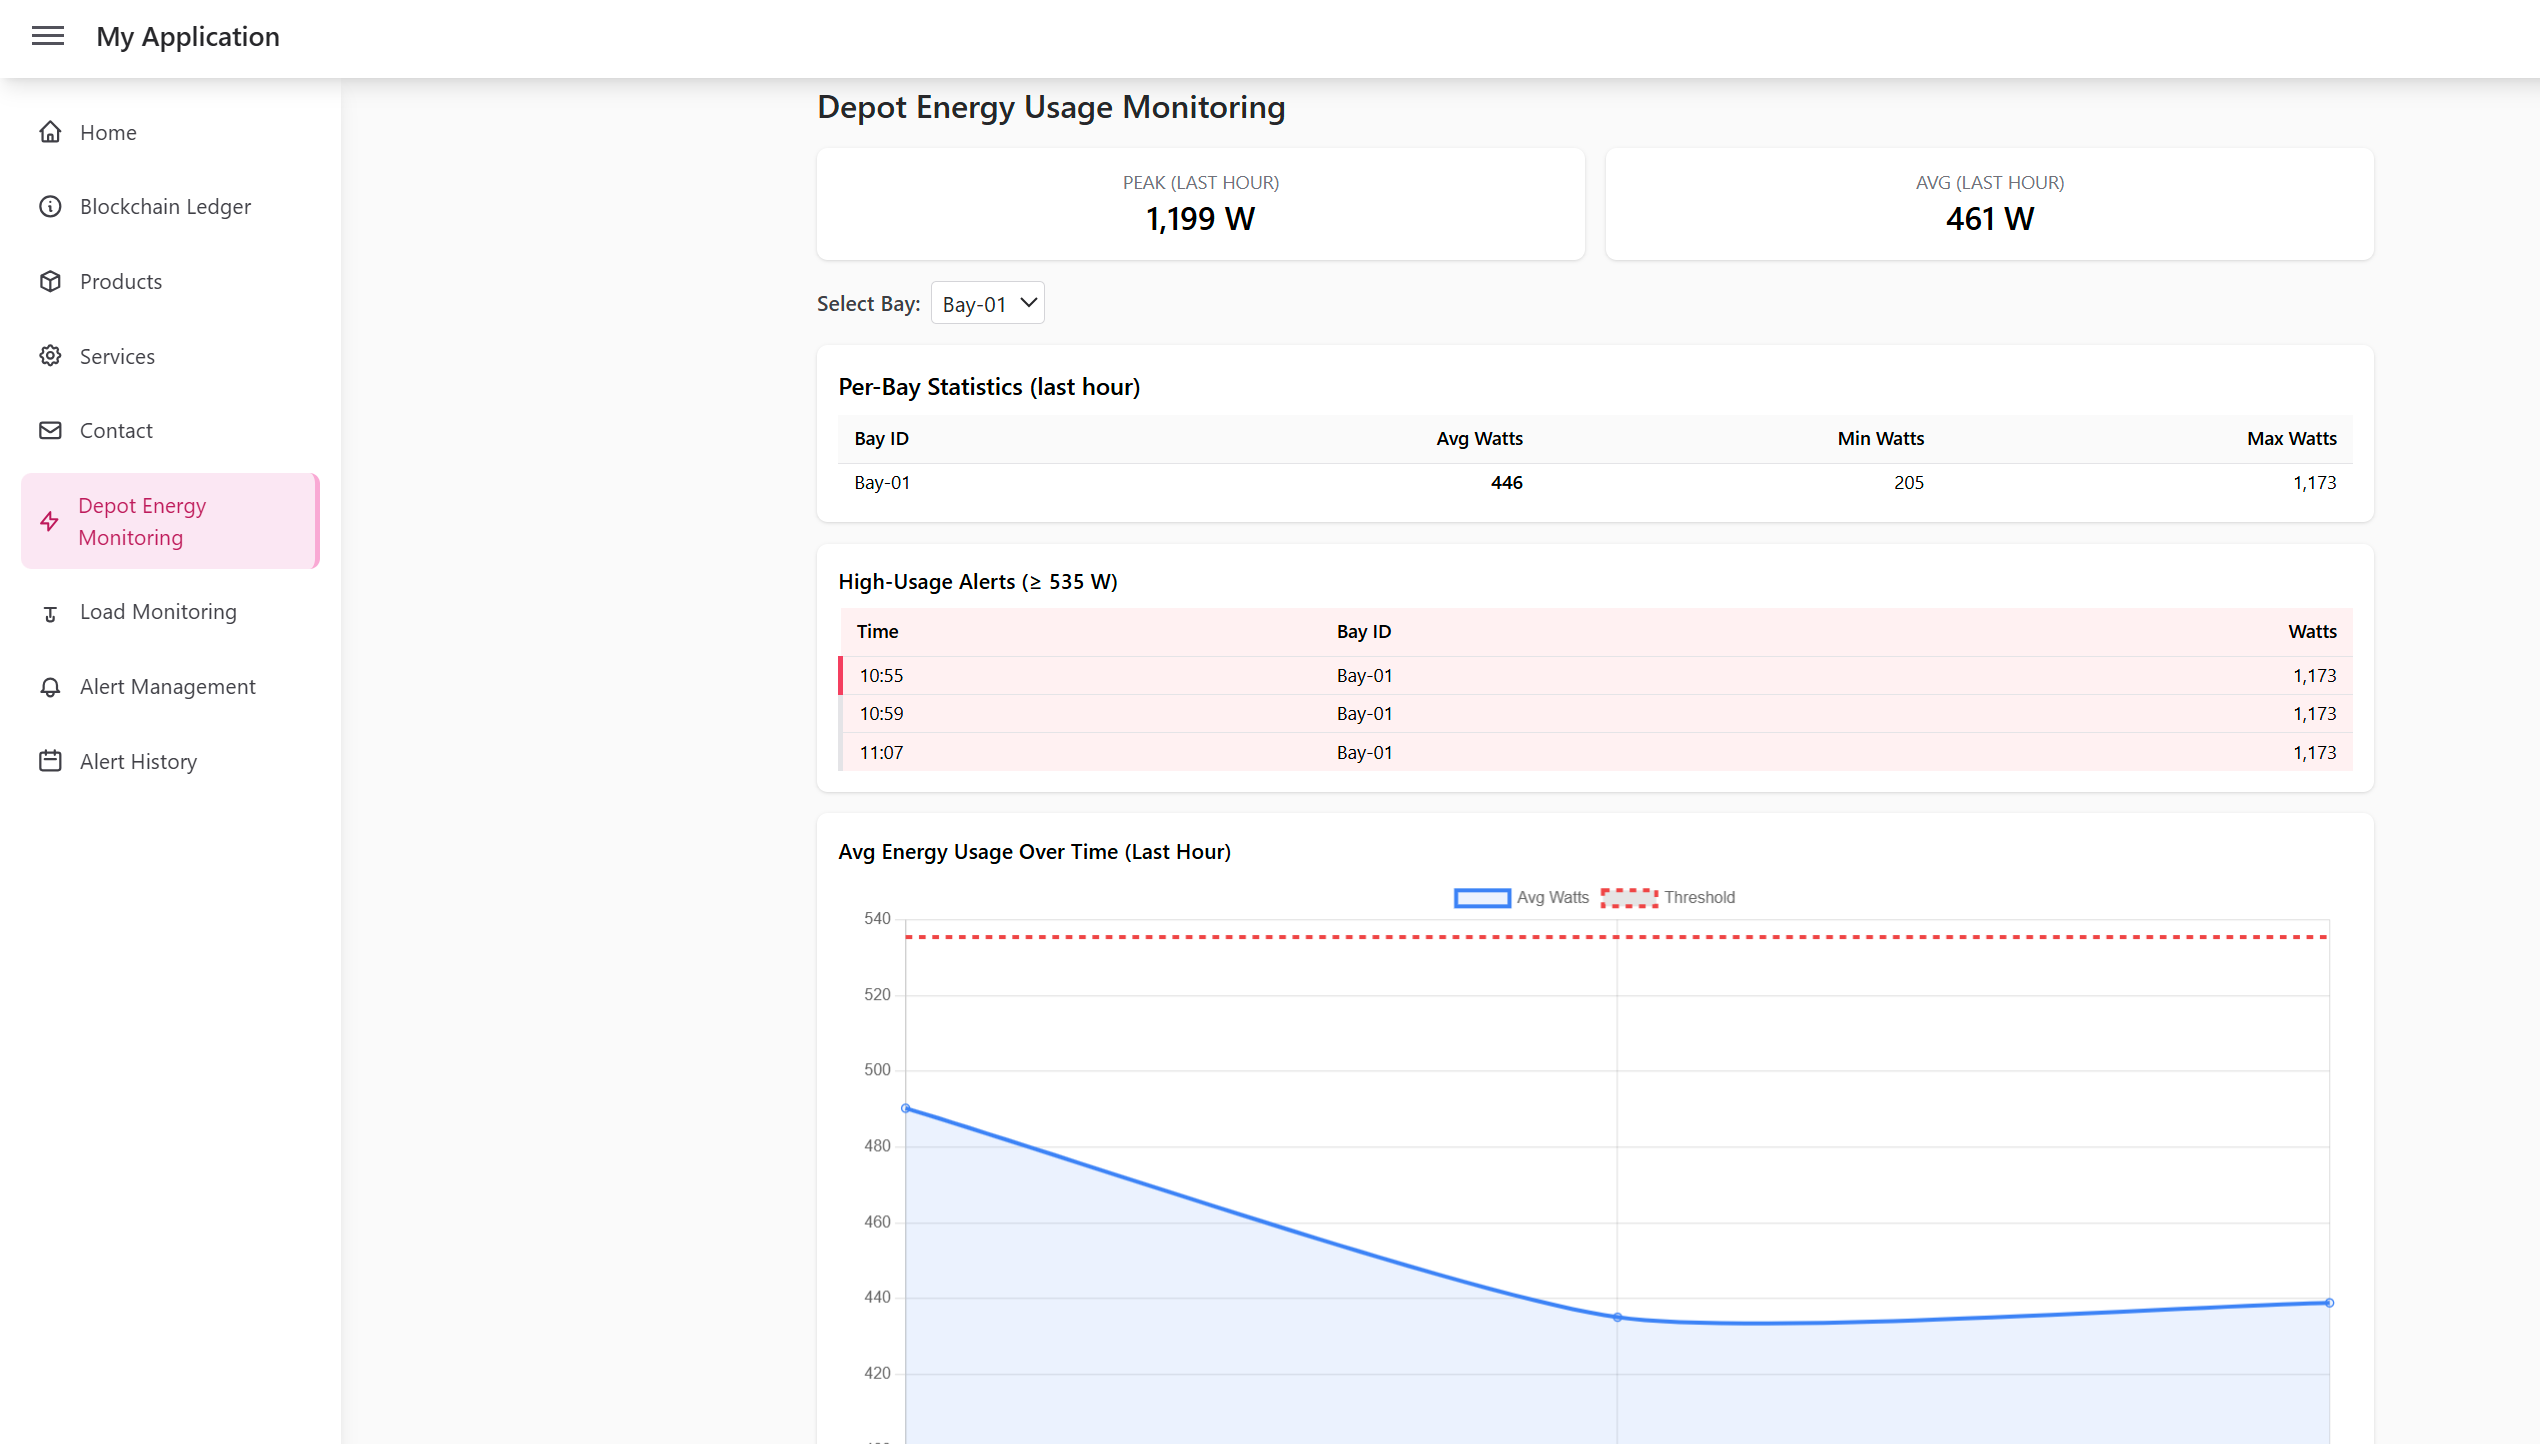 My Application
Home
Blockchain Ledger
Products
Services
Contact
Depot Energy
Monitoring
Load Monitoring
Alert Management
Alert History
Depot Energy Usage Monitoring
PEAK (LAST HOUR)
1,199 W
AVG (LAST HOUR)
461 W
Select Bay: Bay-01
Per-Bay Statistics (last hour)
Bay ID Avg Watts Min Watts Max Watts
Bay-01 446 205 1,173
High-Usage Alerts (≥ 535 W)
Time Bay ID Watts
10:55 Bay-01 1,173
10:59 Bay-01 1,173
11:07 Bay-01 1,173
Avg Energy Usage Over Time (Last Hour)
Avg Watts Threshold
540
520
500
480
460
440
420